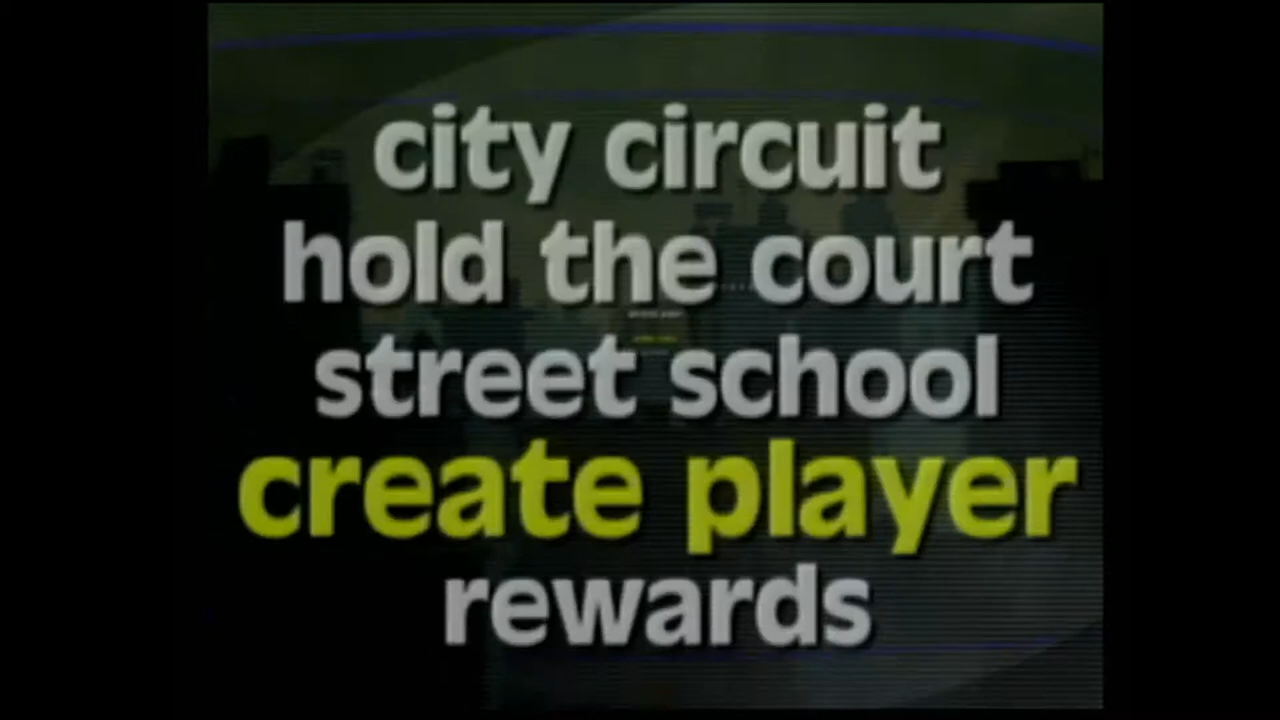 city circuit
hold the court
street school
create player
rewards